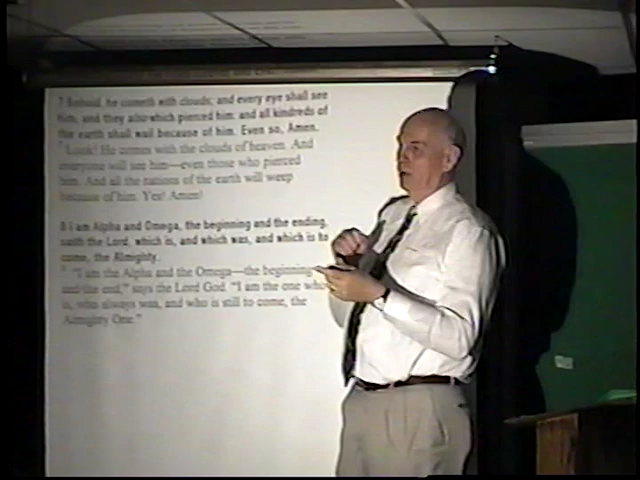 7 Behold, he cometh with clouds; and every eye shall see
him, and they also which pierced him: and all kindreds of
the earth shall wail because of him. Even so, Amen.
7 Look! He comes with the clouds of heaven. And
everyone will see him—even those who pierced
him. And all the nations of the earth will weep
because of him. Yes! Amen!
8 I am Alpha and Omega, the beginning and the ending,
saith the Lord, which is, and which was, and which is to
come, the Almighty.
8 "I am the Alpha and the Omega—the beginning
and the end," says the Lord God. "I am the one who
is, who always was, and who is still to come, the
Almighty One."